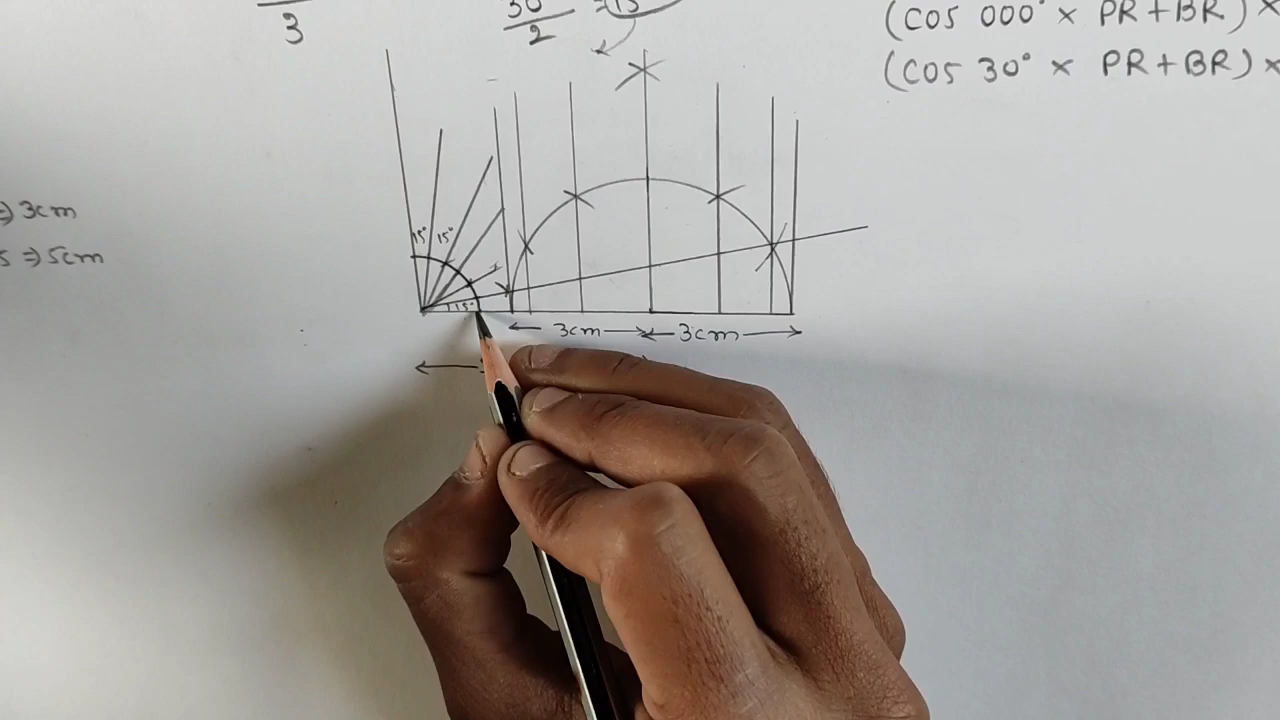 3
30/2 = 15
(COS 000° × PR + BR) ×
(COS 30° × PR + BR) ×
⇒ 3cm
s ⇒ 5cm
15° 15°
15°
3cm 3cm